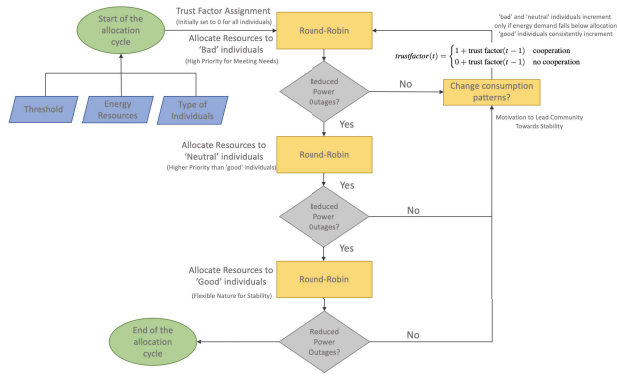 Start of the
allocation
cycle
Trust Factor Assignment
(Initially set to 0 for all individuals)
Allocate Resources to
'Bad' individuals
(High Priority for Meeting Needs)
Round-Robin
'bad' and 'neutral' individuals increment
only if energy demand falls below allocation
'good' individuals consistently increment
trustfactor(t) = { 1 + trust factor(t − 1) cooperation
0 + trust factor(t − 1) no cooperation
Threshold
Energy
Resources
Type of
Individuals
Reduced
Power
Outages?
No
Change consumption
patterns?
Motivation to Lead Community
Towards Stability
Yes
Allocate Resources to
'Neutral' individuals
(Higher Priority than 'good' individuals)
Round-Robin
Yes
Reduced
Power
Outages?
No
Yes
Allocate Resources to
'Good' individuals
(Flexible Nature for Stability)
Round-Robin
End of the
allocation
cycle
Reduced
Power
Outages?
No